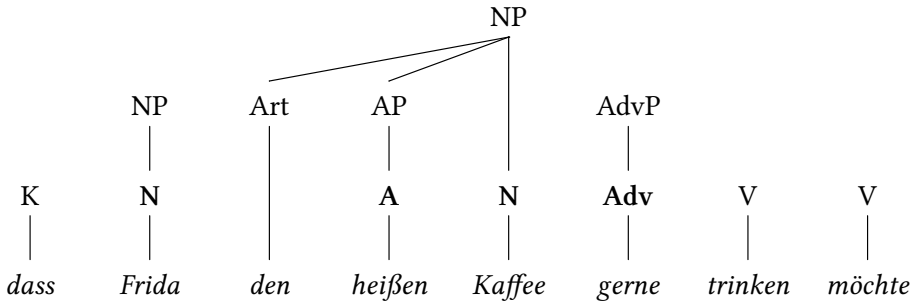 NP
NP Art AP AdvP
K N A N Adv V V
dass Frida den heißen Kaffee gerne trinken möchte